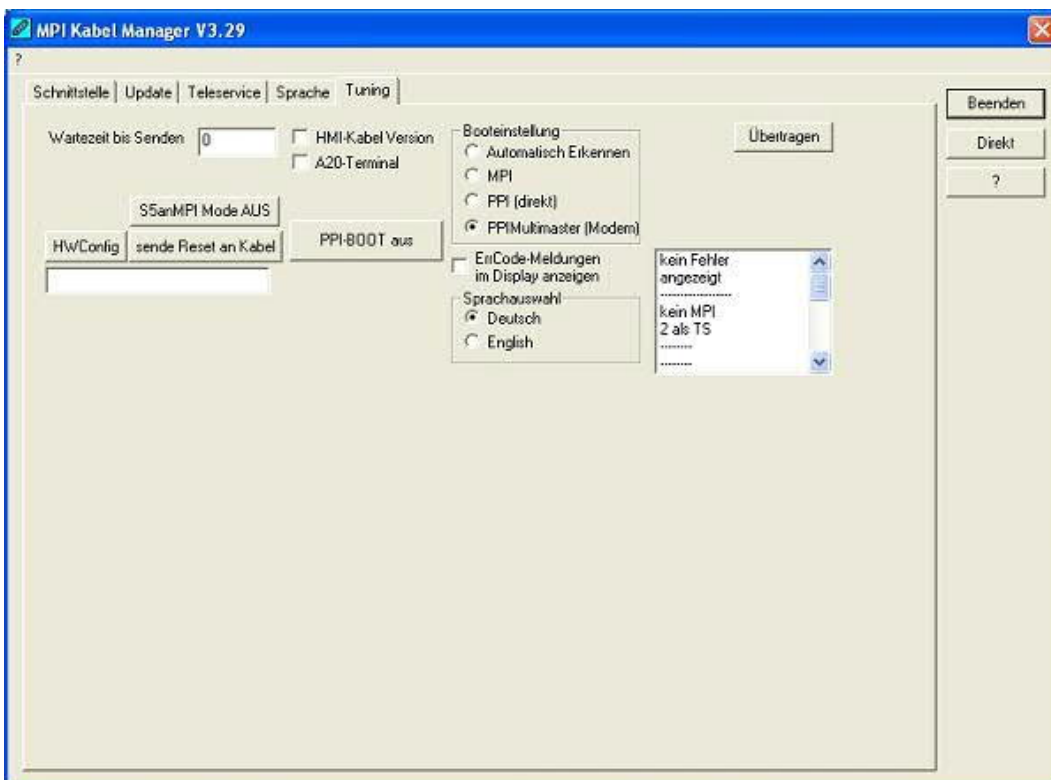 MPI Kabel Manager V3.29
?
Schnittstelle
Update
Teleservice
Sprache
Tuning
Beenden
Direkt
?
Wartezeit bis Senden
0
HMI-Kabel Version
A20-Terminal
Booteinstellung
Automatisch Erkennen
MPI
PPI (direkt)
PPIMultimaster (Modem)
Übertragen
S5anMPI Mode AUS
HWConfig
sende Reset an Kabel
PPI-BOOT aus
ErrCode-Meldungen
im Display anzeigen
Sprachauswahl
Deutsch
English
kein Fehler
angezeigt
------------------
kein MPI
2 als TS
--------
--------